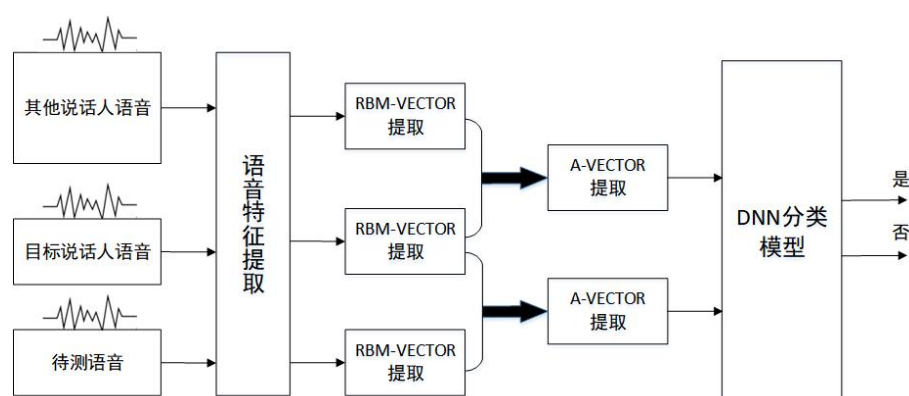 其他说话人语音
目标说话人语音
待测语音
语音特征提取
RBM-VECTOR
提取
RBM-VECTOR
提取
RBM-VECTOR
提取
A-VECTOR
提取
A-VECTOR
提取
DNN分类
模型
是
否